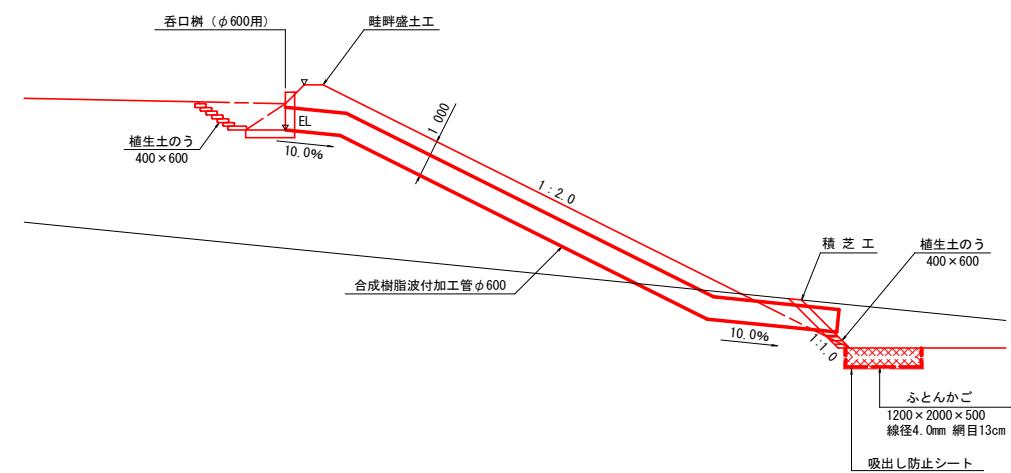 呑口桝（φ600用）
畦畔盛土工
EL
1 000
植生土のう
400×600
10.0%
1：2.0
積 芝 工
植生土のう
400×600
合成樹脂波付加工管φ600
10.0%
1:1.0
ふとんかご
1200×2000×500
線径4.0mm 網目13cm
吸出し防止シート